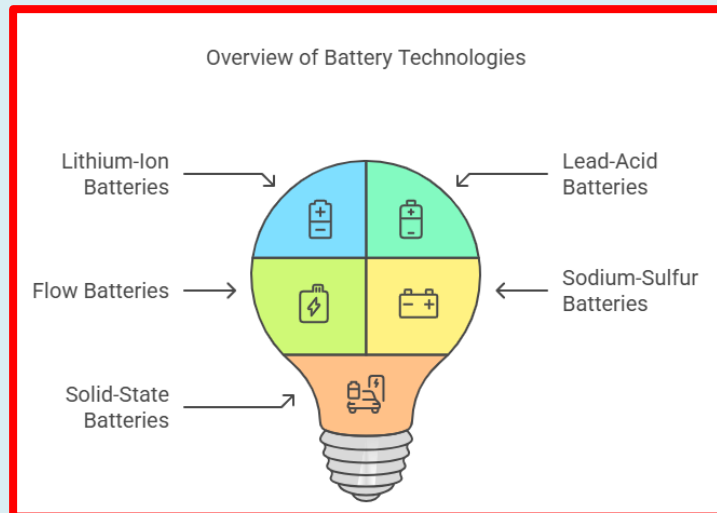 Overview of Battery Technologies
Lithium-Ion
Batteries
Lead-Acid
Batteries
Flow Batteries
Sodium-Sulfur
Batteries
Solid-State
Batteries